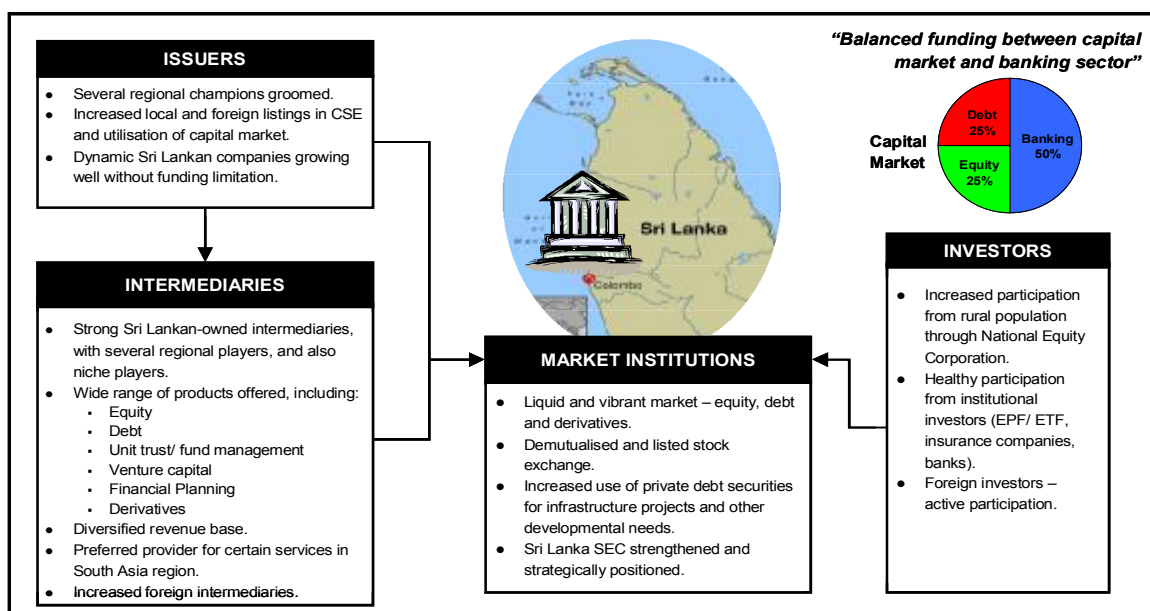 ISSUERS
● Several regional champions groomed.
● Increased local and foreign listings in CSE
and utilisation of capital market.
● Dynamic Sri Lankan companies growing
well without funding limitation.
INTERMEDIARIES
● Strong Sri Lankan-owned intermediaries,
with several regional players, and also
niche players.
● Wide range of products offered, including:
▪ Equity
▪ Debt
▪ Unit trust/ fund management
▪ Venture capital
▪ Financial Planning
▪ Derivatives
● Diversified revenue base.
● Preferred provider for certain services in
South Asia region.
● Increased foreign intermediaries.
Sri Lanka
Colombo
MARKET INSTITUTIONS
● Liquid and vibrant market – equity, debt
and derivatives.
● Demutualised and listed stock
exchange.
● Increased use of private debt securities
for infrastructure projects and other
developmental needs.
● Sri Lanka SEC strengthened and
strategically positioned.
“Balanced funding between capital
market and banking sector”
Capital
Market
Debt
25%
Equity
25%
Banking
50%
INVESTORS
● Increased participation
from rural population
through National Equity
Corporation.
● Healthy participation
from institutional
investors (EPF/ ETF,
insurance companies,
banks).
● Foreign investors –
active participation.